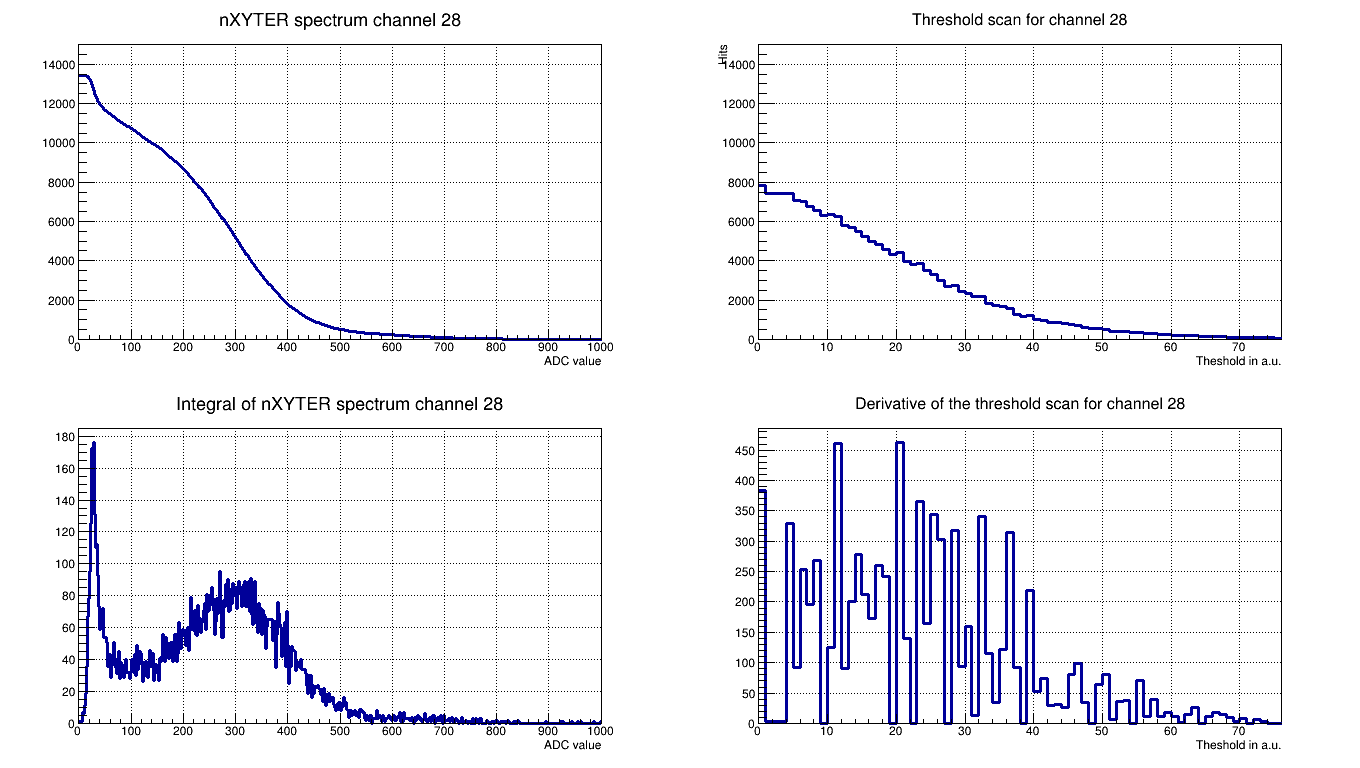 nXYTER spectrum channel 28
14000
12000
10000
8000
6000
4000
2000
0
0 100 200 300 400 500 600 700 800 900 1000
ADC value
Threshold scan for channel 28
Hits
14000
12000
10000
8000
6000
4000
2000
0
0 10 20 30 40 50 60 70
Theshold in a.u.
Integral of nXYTER spectrum channel 28
180
160
140
120
100
80
60
40
20
0
0 100 200 300 400 500 600 700 800 900 1000
ADC value
Derivative of the threshold scan for channel 28
450
400
350
300
250
200
150
100
50
0
0 10 20 30 40 50 60 70
Theshold in a.u.